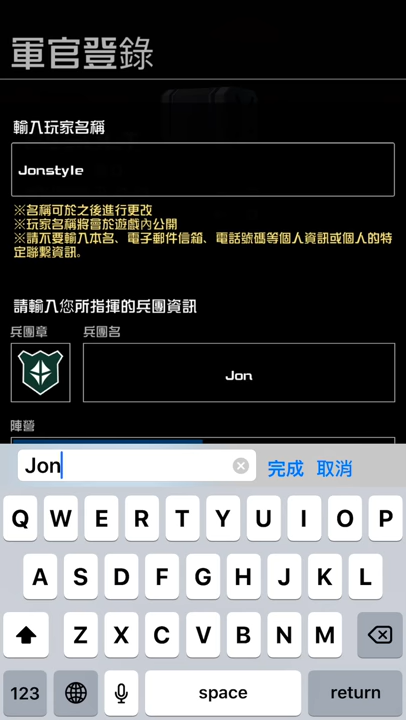 軍官登錄
輸入玩家名稱
Jonstyle
※名稱可於之後進行更改
※玩家名稱將會於遊戲內公開
※請不要輸入本名、電子郵件信箱、電話號碼等個人資訊或個人的特
定聯繫資訊。
請輸入您所指揮的兵團資訊
兵團章 兵團名
Jon
陣營
Jon 完成 取消
Q W E R T Y U I O P
A S D F G H J K L
Z X C V B N M
123 space return